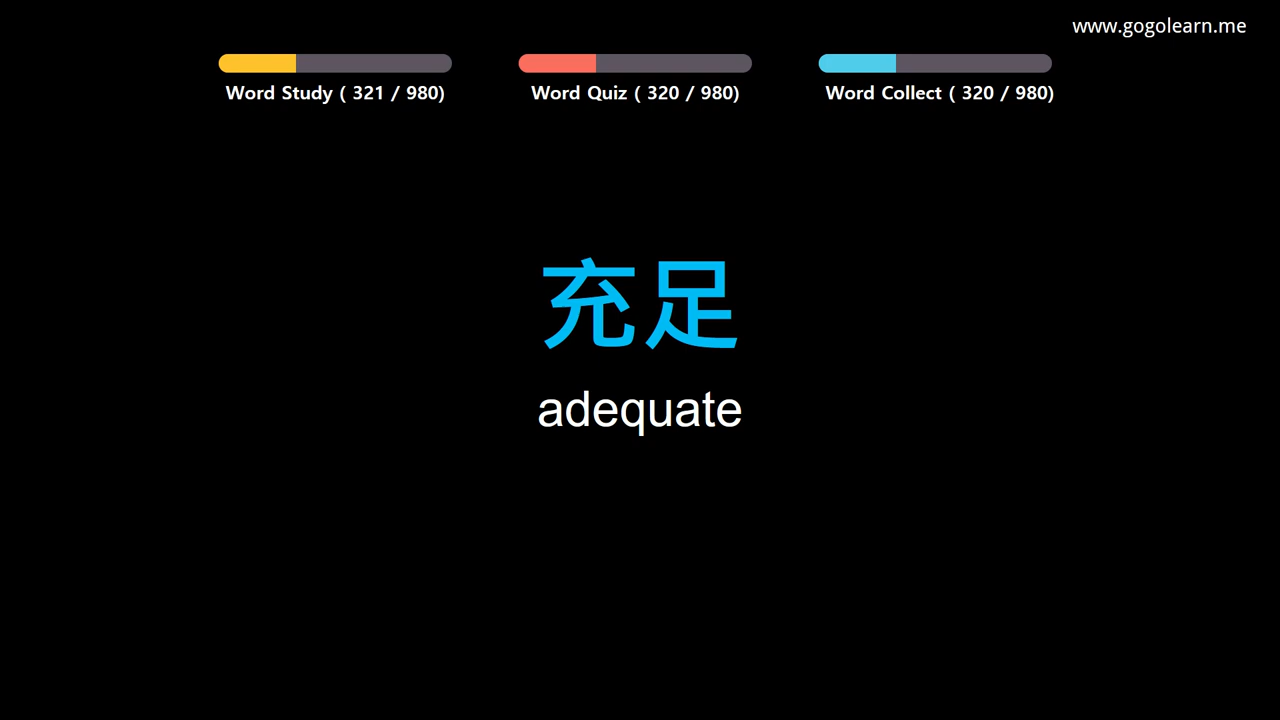 www.gogolearn.me
Word Study ( 321 / 980)
Word Quiz ( 320 / 980)
Word Collect ( 320 / 980)
充足
adequate